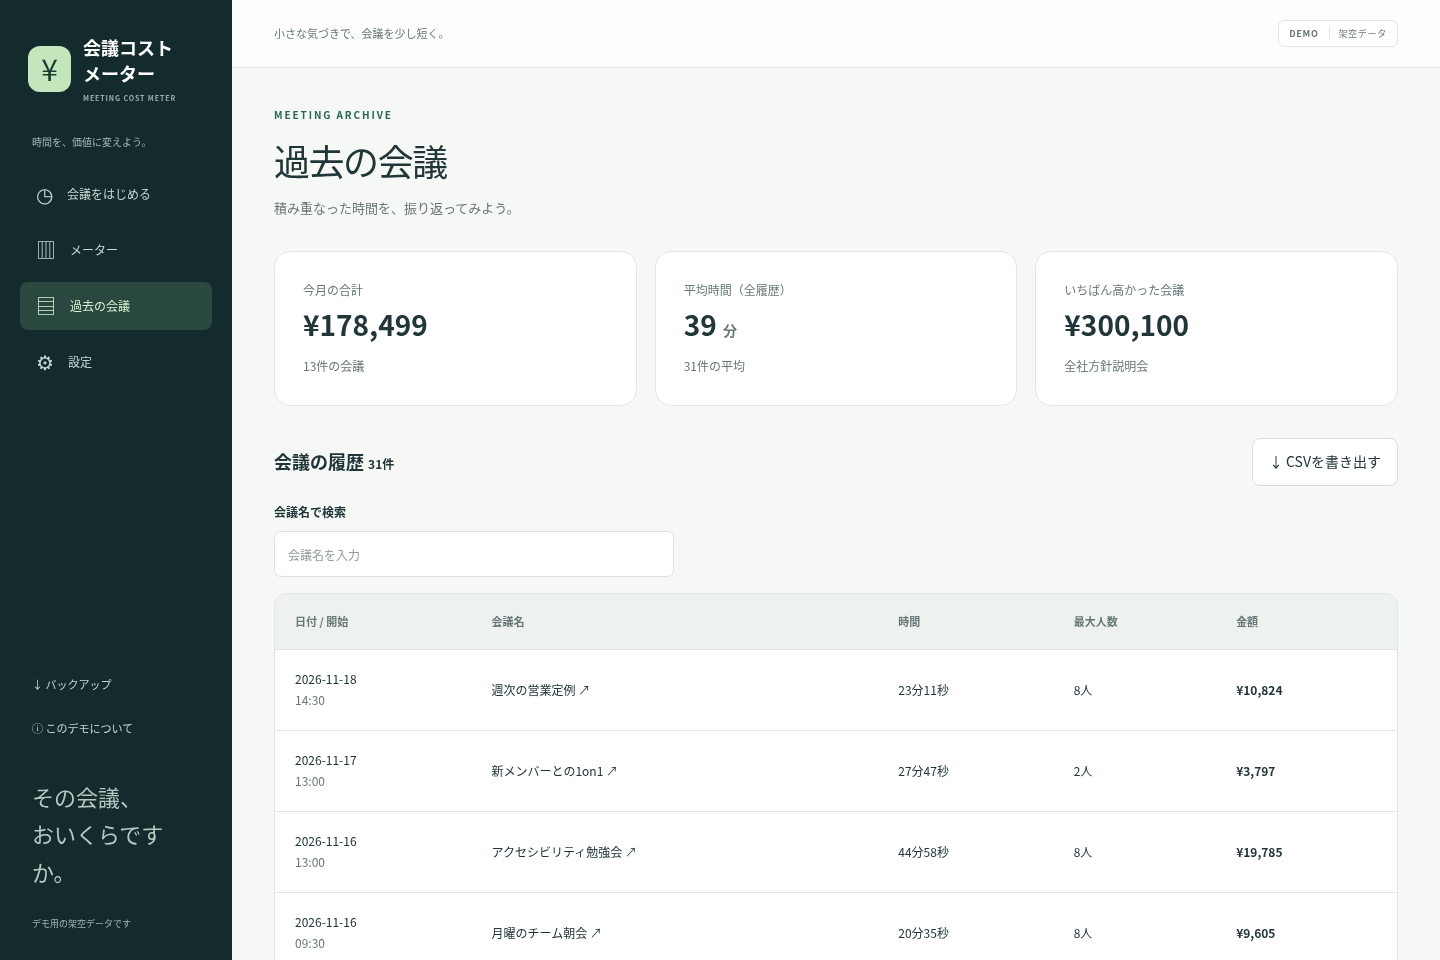 ¥
会議コスト
メーター
MEETING COST METER
時間を、価値に変えよう。
会議をはじめる
メーター
過去の会議
設定
↓ バックアップ
ⓘ このデモについて
その会議、
おいくらです
か。
デモ用の架空データです
小さな気づきで、会議を少し短く。
DEMO 架空データ
MEETING ARCHIVE
過去の会議
積み重なった時間を、振り返ってみよう。
今月の合計
¥178,499
13件の会議
平均時間（全履歴）
39 分
31件の平均
いちばん高かった会議
¥300,100
全社方針説明会
会議の履歴 31件
↓ CSVを書き出す
会議名で検索
会議名を入力
日付 / 開始 会議名 時間 最大人数 金額
2026-11-18
14:30
週次の営業定例 ↗ 23分11秒 8人 ¥10,824
2026-11-17
13:00
新メンバーとの1on1 ↗ 27分47秒 2人 ¥3,797
2026-11-16
13:00
アクセシビリティ勉強会 ↗ 44分58秒 8人 ¥19,785
2026-11-16
09:30
月曜のチーム朝会 ↗ 20分35秒 8人 ¥9,605